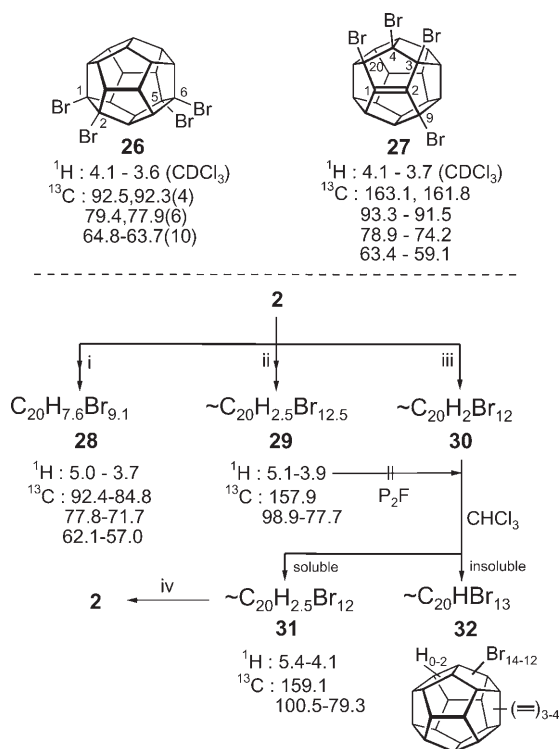 Br Br Br
Br 1 2 5 6 Br Br Br
20 4 3 1 2 9 Br
26 27
¹H : 4.1 - 3.6 (CDCl₃) ¹H : 4.1 - 3.7 (CDCl₃)
¹³C : 92.5,92.3(4) ¹³C : 163.1, 161.8
79.4,77.9(6) 93.3 - 91.5
64.8-63.7(10) 78.9 - 74.2
63.4 - 59.1
2
i ii iii
C₂₀H₇.₆Br₉.₁ ~C₂₀H₂.₅Br₁₂.₅ ~C₂₀H₂Br₁₂
28 29 30
¹H : 5.0 - 3.7 ¹H : 5.1-3.9
¹³C : 92.4-84.8 ¹³C : 157.9 P₂F
77.8-71.7 98.9-77.7 CHCl₃
62.1-57.0
soluble insoluble
2 iv ~C₂₀H₂.₅Br₁₂ ~C₂₀HBr₁₃
31 32
¹H : 5.4-4.1 H₀₋₂ Br₁₄₋₁₂
¹³C : 159.1
100.5-79.3 (=)₃₋₄